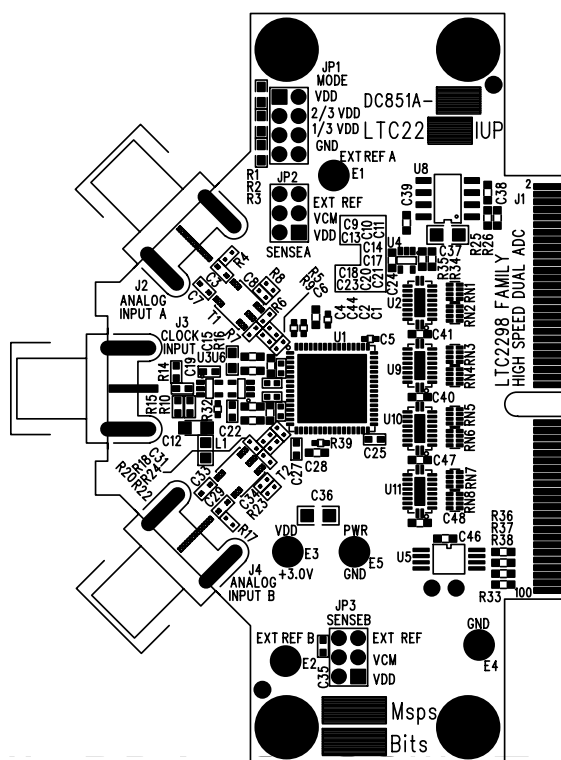 JP1
MODE
VDD
2/3 VDD
1/3 VDD
GND
R1
R2
R3
DC851A-
LTC22 IUP
EXT REF A
E1
JP2
EXT REF
VCM
VDD
SENSEA
U8
C39
C38
2
J1
R25
R26
C9
C13
C10
C11
C14
C17
C18
C23
C21
C20
U4
C24
C37
R35
R34
J2
ANALOG
INPUT A
R4
C3
C7
T1
C8
R8
R6
R7
C6
C4
C44
C2
C1
U2
RN1
RN2
C41
LTC2298 FAMILY
HIGH SPEED DUAL ADC
J3
CLOCK
INPUT
C15
R16
U3
U6
U1
C5
R14
C19
U9
RN3
RN4
R15
R10
R32
C40
C12
C22
L1
R39
C25
U10
RN5
RN6
C27
C28
C47
R18
C31
R20
R24
R22
C33
C29
T2
C34
R23
R17
U11
RN7
RN8
C48
C36
R36
R37
R38
C46
VDD
PWR
E3
+3.0V
GND
E5
U5
100
R33
J4
ANALOG
INPUT B
JP3
SENSEB
EXT REF B
E2
C35
EXT REF
VCM
VDD
GND
E4
Msps
Bits